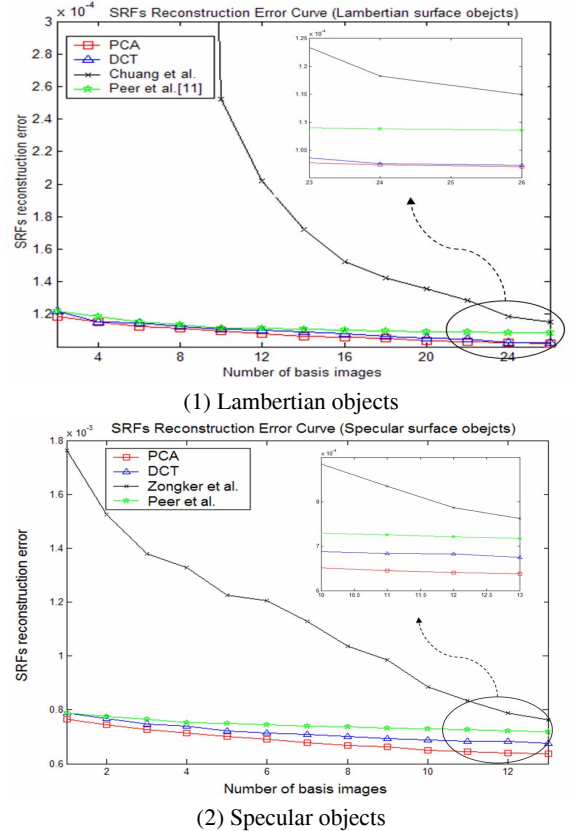 × 10⁻⁴
SRFs Reconstruction Error Curve (Lambertian surface obejcts)
3
2.8
2.6
2.4
2.2
2
1.8
1.6
1.4
1.2
SRFs reconstruction error
PCA
DCT
Chuang et al.
Peer et al.[11]
x 10⁻⁴
1.25
1.2
1.15
1.1
1.05
1
23
24
25
26
4
8
12
16
20
24
Number of basis images
(1) Lambertian objects
x 10⁻³
SRFs Reconstruction Error Curve (Specular surface obejcts)
1.8
1.6
1.4
1.2
1
0.8
0.6
SRFs reconstruction error
PCA
DCT
Zongker et al.
Peer et al.
x 10⁻⁴
8
7
6
10
10.5
11
11.5
12
12.5
13
2
4
6
8
10
12
Number of basis images
(2) Specular objects